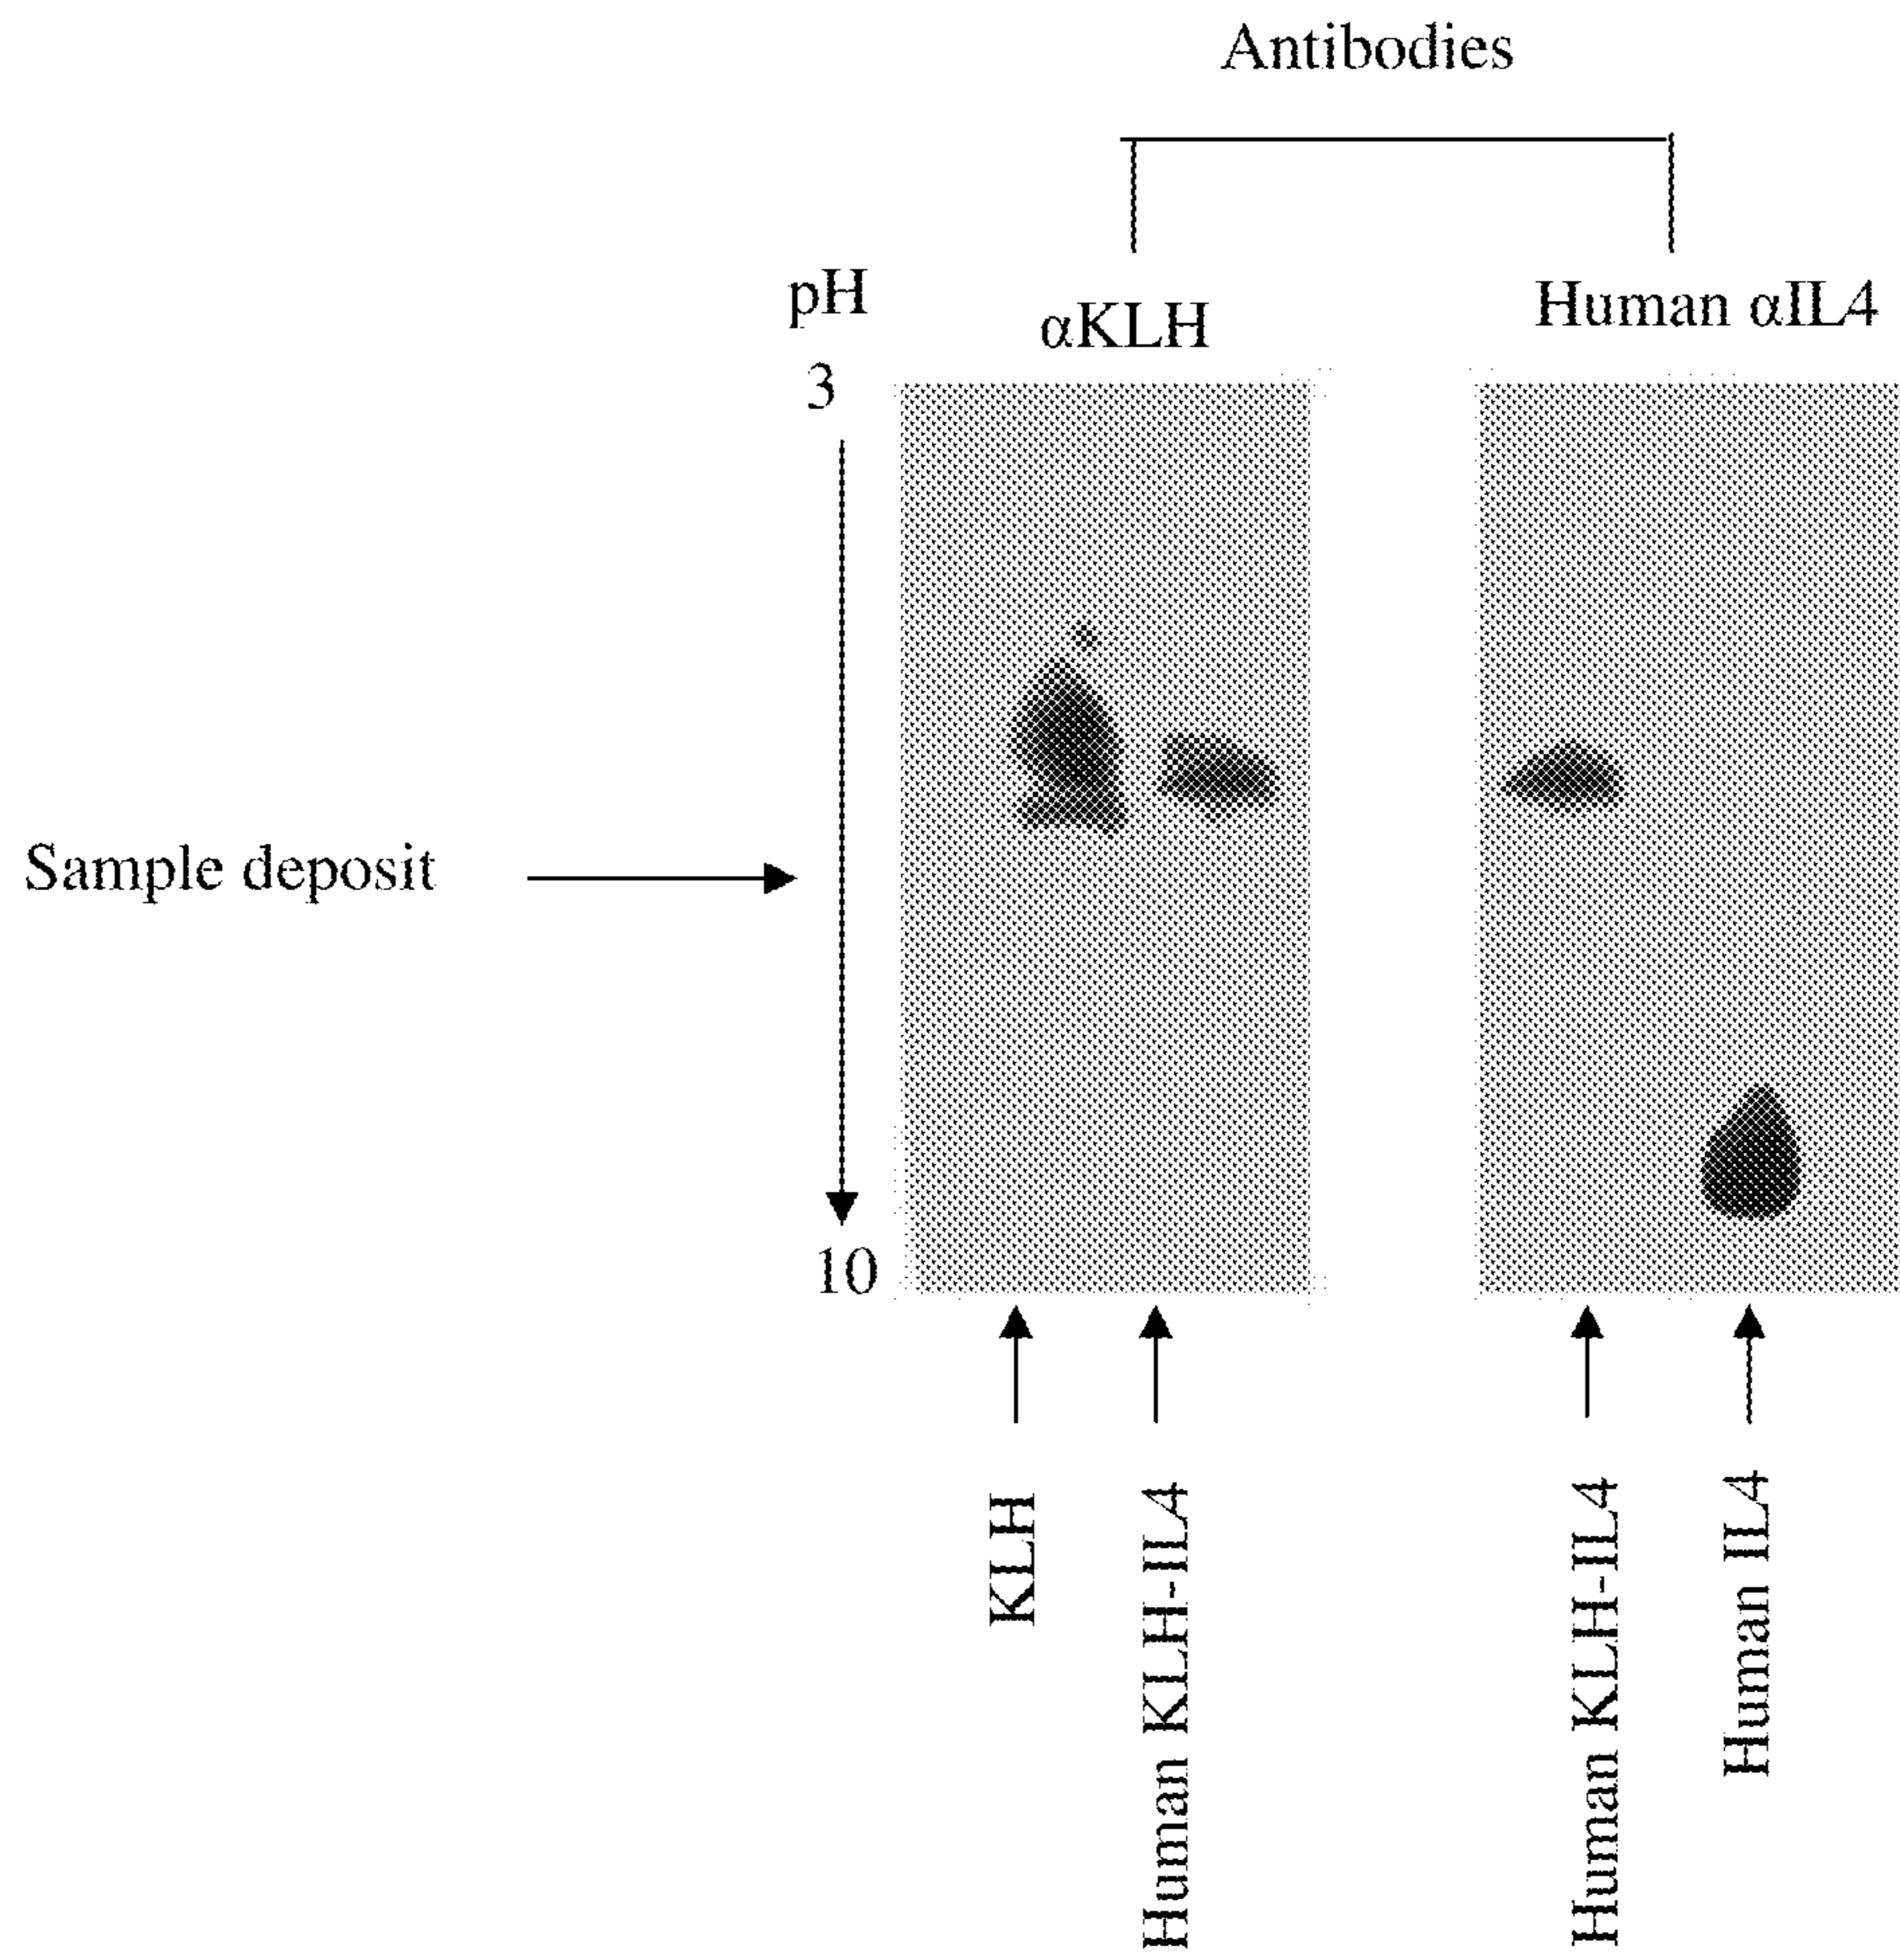 Antibodies
pH
αKLH
Human αIL4
3
Sample deposit
10
KLH
Human KLH-IL4
Human KLH-IL4
Human IL4